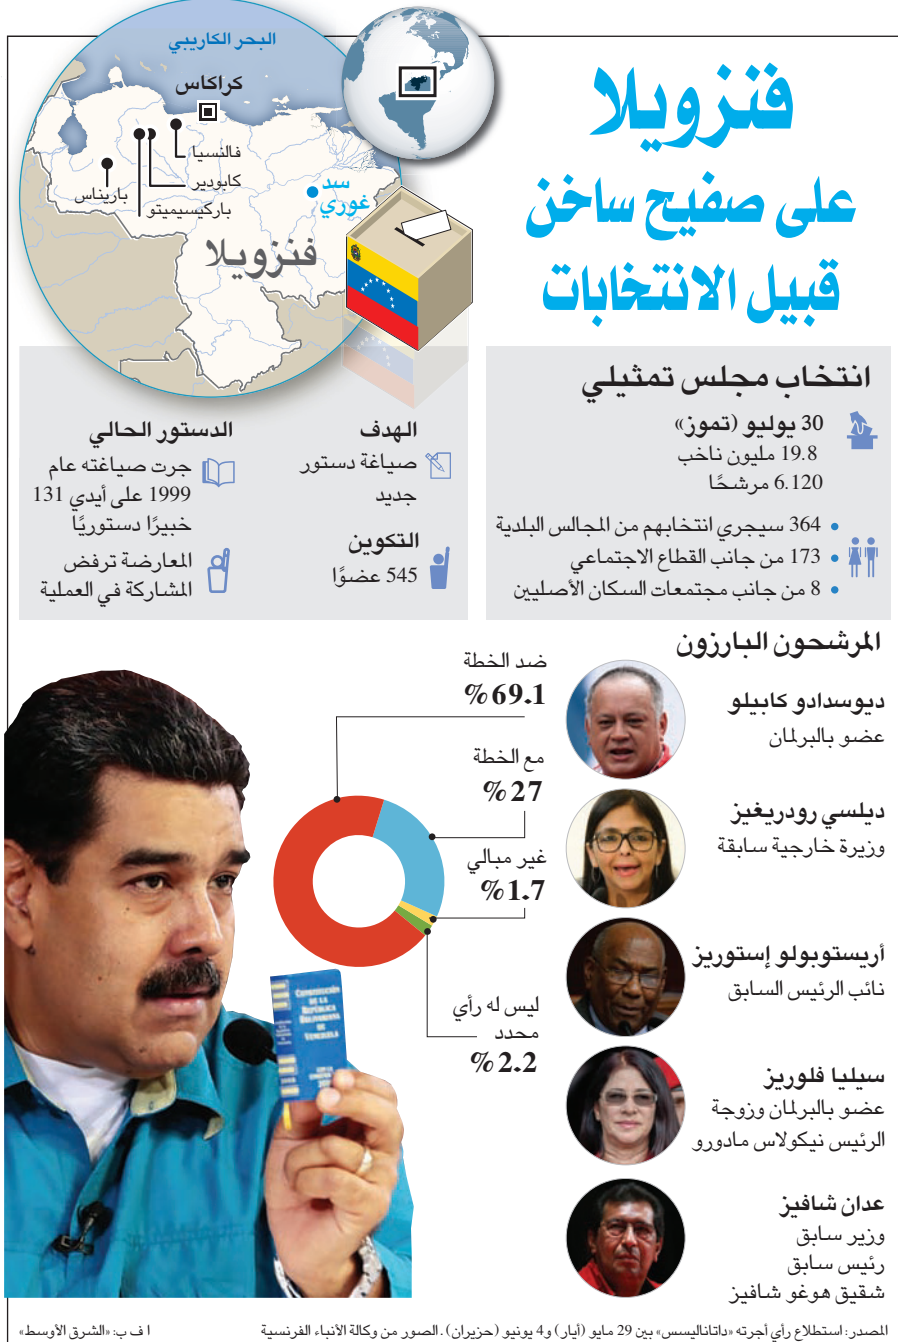 فنزويلا
على صفيح ساخن
قبيل الانتخابات
البحر الكاريبي
كراكاس
فالنسيا
كابودير
باركيسيميتو
باريناس
سد
غوري
فنزويلا
انتخاب مجلس تمثيلي
30 يوليو (تموز»
19.8 مليون ناخب
6.120 مرشحًا
• 364 سيجري انتخابهم من المجالس البلدية
• 173 من جانب القطاع الاجتماعي
• 8 من جانب مجتمعات السكان الأصليين
الهدف
صياغة دستور
جديد
التكوين
545 عضوًا
الدستور الحالي
جرت صياغته عام
1999 على أيدي 131
خبيرًا دستوريًا
المعارضة ترفض
المشاركة في العملية
المرشحون البارزون
ديوسدادو كابيلو
عضو بالبرلمان
ديلسي رودريغيز
وزيرة خارجية سابقة
أريستوبولو إستوريز
نائب الرئيس السابق
سيليا فلوريز
عضو بالبرلمان وزوجة
الرئيس نيكولاس مادورو
عدان شافيز
وزير سابق
رئيس سابق
شقيق هوغو شافيز
ضد الخطة
%69.1
مع الخطة
%27
غير مبالي
%1.7
ليس له رأي
محدد
%2.2
CONSTITUCIÓN
DE LA
REPÚBLICA
BOLIVARIANA
DE
VENEZUELA
المصدر: استطلاع رأي أجرته «داتاناليسس» بين 29 مايو (أيار) و4 يونيو (حزيران). الصور من وكالة الأنباء الفرنسية
ا ف ب: «الشرق الأوسط»